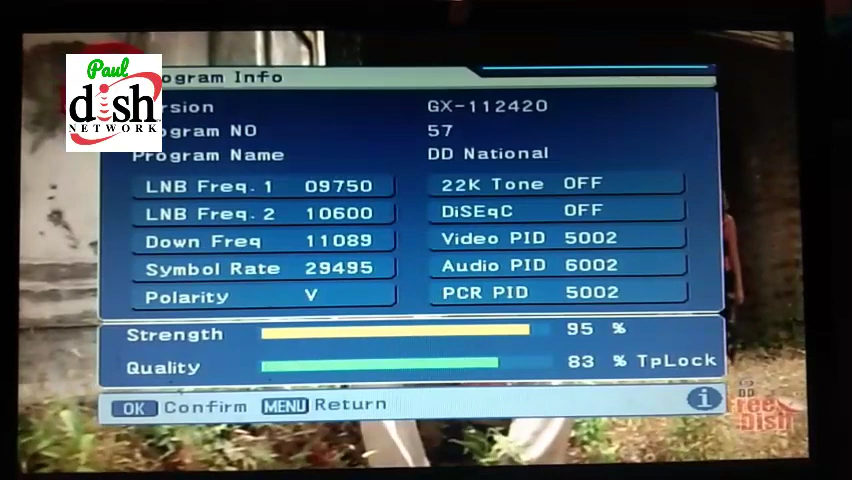 Paul
dish
NETWORK
ogram Info
rsion GX-112420
ogram NO 57
Program Name DD National
LNB Freq. 1 09750 22K Tone OFF
LNB Freq. 2 10600 DiSEqC OFF
Down Freq 11089 Video PID 5002
Symbol Rate 29495 Audio PID 6002
Polarity V PCR PID 5002
Strength 95 %
Quality 83 % TpLock
OK Confirm MENU Return i
DD
Free
Dish